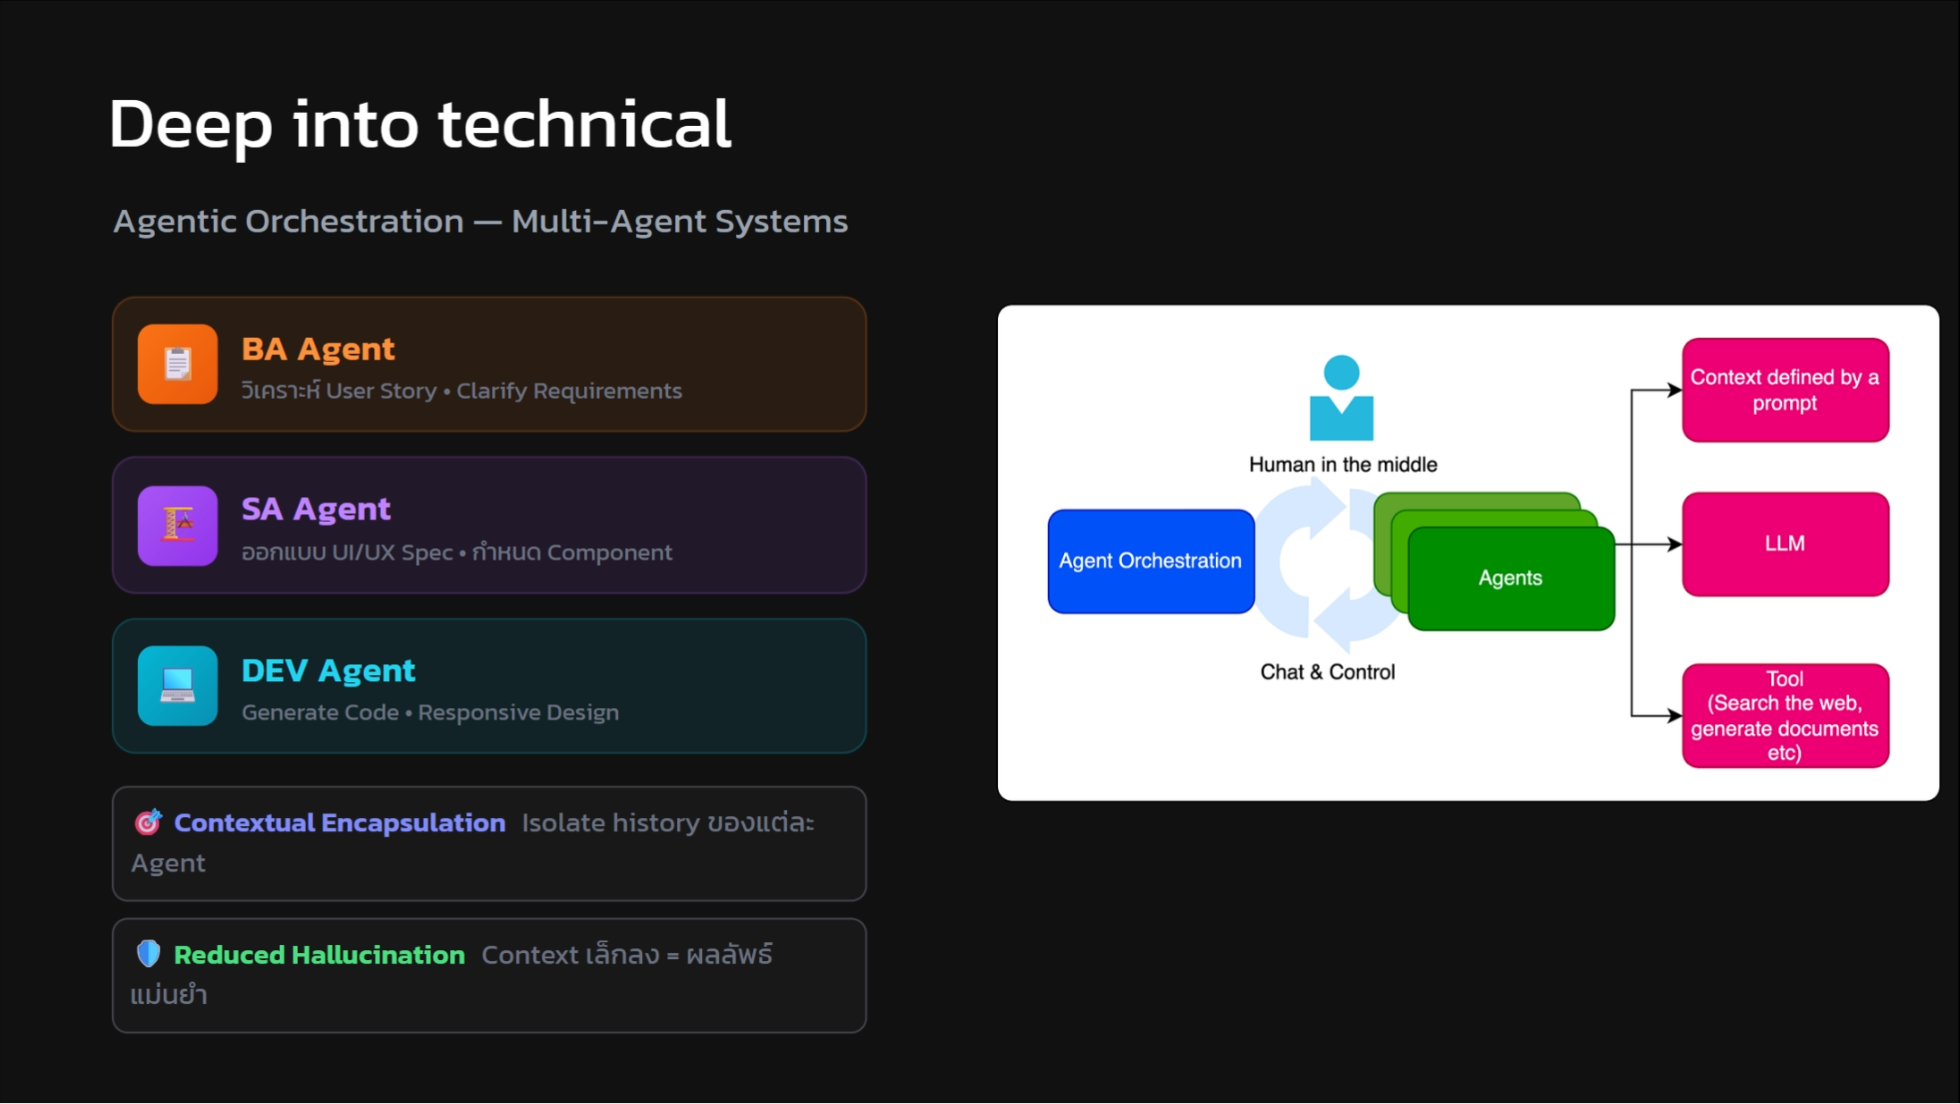 Deep into technical
Agentic Orchestration — Multi-Agent Systems
BA Agent
วิเคราะห์ User Story • Clarify Requirements
SA Agent
ออกแบบ UI/UX Spec • กำหนด Component
DEV Agent
Generate Code • Responsive Design
Contextual Encapsulation Isolate history ของแต่ละ
Agent
Reduced Hallucination Context เล็กลง = ผลลัพธ์
แม่นยำ
Human in the middle
Agent Orchestration
Agents
Chat & Control
Context defined by a
prompt
LLM
Tool
(Search the web,
generate documents
etc)